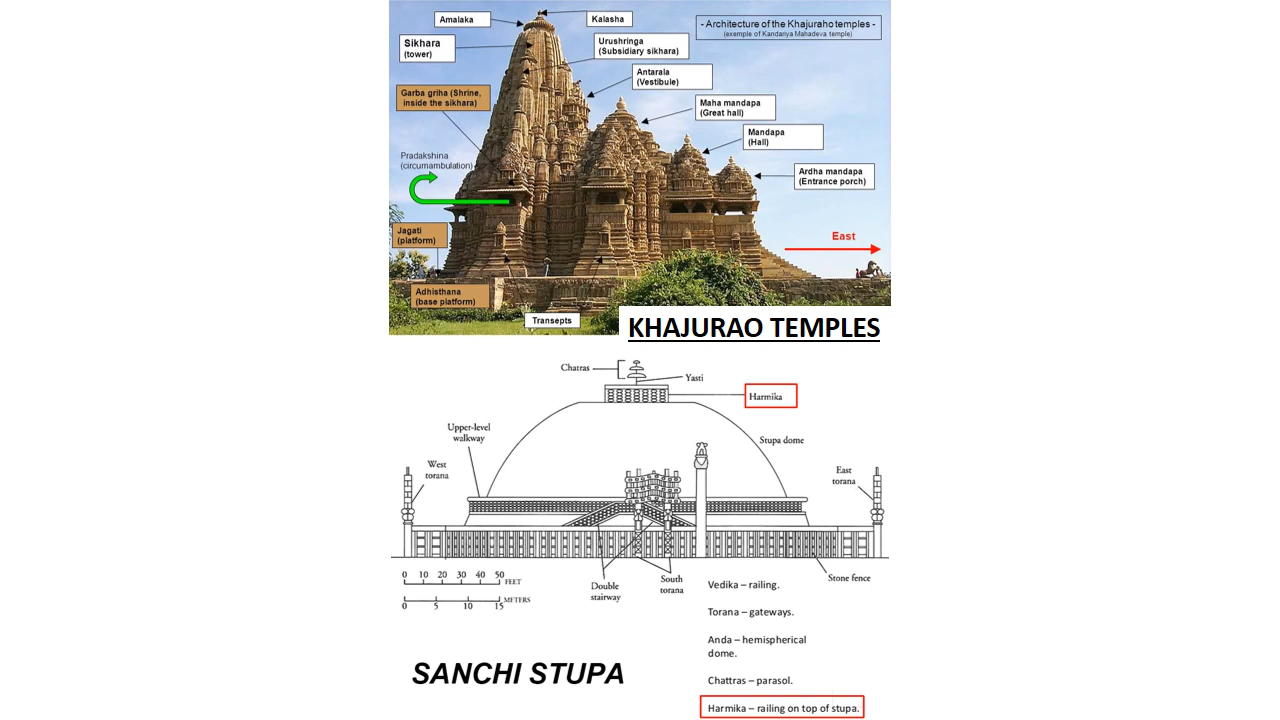 - Architecture of the Khajuraho temples -
(exemple of Kandariya Mahadeva temple)
Amalaka
Kalasha
Sikhara
(tower)
Urushringa
(Subsidiary sikhara)
Antarala
(Vestibule)
Garba griha (Shrine,
inside the sikhara)
Maha mandapa
(Great hall)
Mandapa
(Hall)
Pradakshina
(circumambulation)
Ardha mandapa
(Entrance porch)
Jagati
(platform)
East
Adhisthana
(base platform)
Transepts
KHAJURAO TEMPLES
Chatras
Yasti
Harmika
Upper-level
walkway
Stupa dome
West
torana
East
torana
0 10 20 30 40 50 FEET
0 5 10 15 METERS
Double
stairway
South
torana
Stone fence
Vedika – railing.
Torana – gateways.
Anda – hemispherical
dome.
Chattras – parasol.
Harmika – railing on top of stupa.
SANCHI STUPA